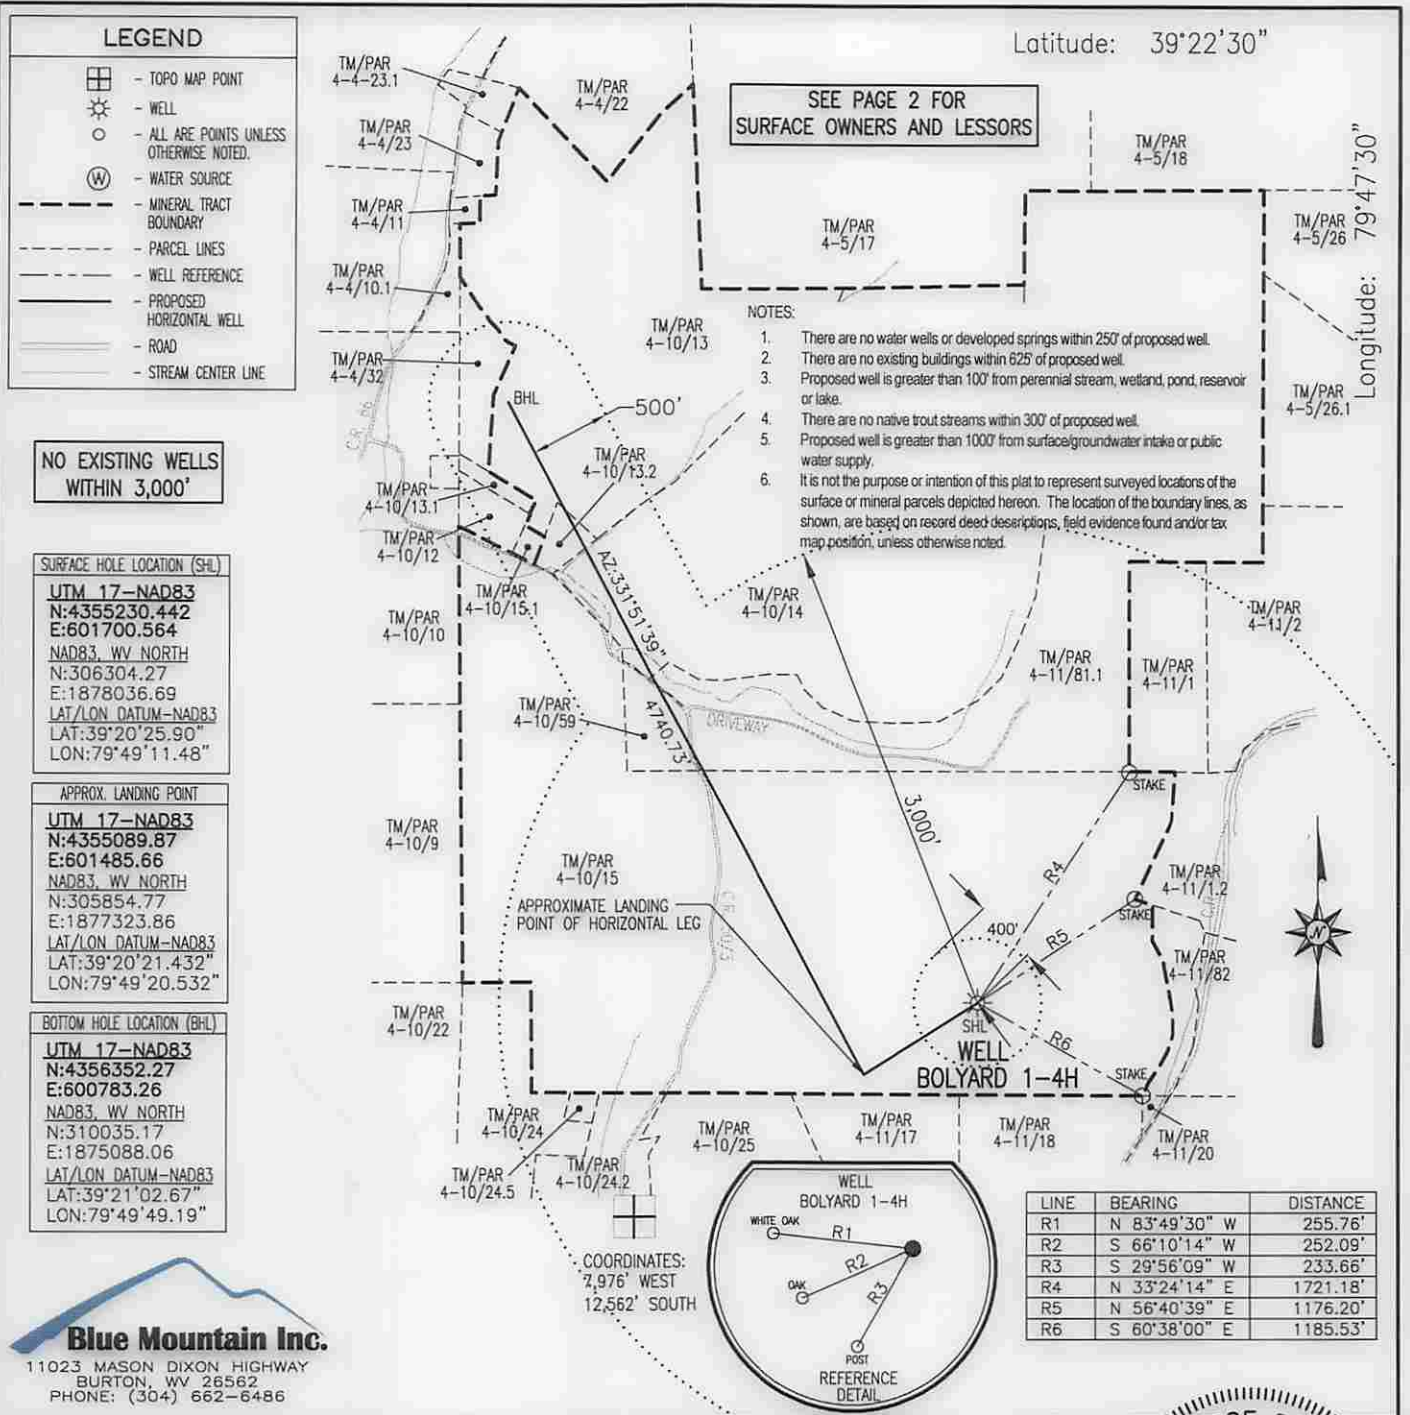 LEGEND
- TOPO MAP POINT
- WELL
- ALL ARE POINTS UNLESS
OTHERWISE NOTED.
W - WATER SOURCE
- MINERAL TRACT
BOUNDARY
- PARCEL LINES
- WELL REFERENCE
- PROPOSED
HORIZONTAL WELL
- ROAD
- STREAM CENTER LINE
Latitude: 39°22'30"
Longitude: 79°47'30"
SEE PAGE 2 FOR
SURFACE OWNERS AND LESSORS
TM/PAR
4-4-23.1
TM/PAR
4-4/22
TM/PAR
4-4/23
TM/PAR
4-4/11
TM/PAR
4-4/10.1
TM/PAR
4-4/32
TM/PAR
4-5/18
TM/PAR
4-5/17
TM/PAR
4-5/26
TM/PAR
4-5/26.1
TM/PAR
4-10/13
NOTES:
1. There are no water wells or developed springs within 250' of proposed well.
2. There are no existing buildings within 625' of proposed well.
3. Proposed well is greater than 100' from perennial stream, wetland, pond, reservoir
or lake.
4. There are no native trout streams within 300' of proposed well.
5. Proposed well is greater than 1000' from surface/groundwater intake or public
water supply.
6. It is not the purpose or intention of this plat to represent surveyed locations of the
surface or mineral parcels depicted hereon. The location of the boundary lines, as
shown, are based on record deed descriptions, field evidence found and/or tax
map position, unless otherwise noted.
BHL
500'
C.R. 66
TM/PAR
4-10/13.2
TM/PAR
4-10/13.1
TM/PAR
4-10/12
TM/PAR
4-10/15.1
TM/PAR
4-10/10
AZ:331°51'39"
4740.73'
TM/PAR
4-10/14
TM/PAR
4-11/2
TM/PAR
4-11/81.1
TM/PAR
4-11/1
TM/PAR
4-10/59
DRIVEWAY
STAKE
3,000'
TM/PAR
4-10/9
TM/PAR
4-10/15
R4
TM/PAR
4-11/1.2
APPROXIMATE LANDING
POINT OF HORIZONTAL LEG
STAKE
400'
R5
TM/PAR
4-11/82
N
TM/PAR
4-10/22
SHL
R6
WELL
BOLYARD 1-4H
STAKE
TM/PAR
4-10/24
TM/PAR
4-10/25
TM/PAR
4-11/17
TM/PAR
4-11/18
TM/PAR
4-11/20
TM/PAR
4-10/24.5
TM/PAR
4-10/24.2
COORDINATES:
7,976' WEST
12,562' SOUTH
NO EXISTING WELLS
WITHIN 3,000'
SURFACE HOLE LOCATION (SHL)
UTM 17-NAD83
N:4355230.442
E:601700.564
NAD83, WV NORTH
N:306304.27
E:1878036.69
LAT/LON DATUM-NAD83
LAT:39°20'25.90"
LON:79°49'11.48"
APPROX. LANDING POINT
UTM 17-NAD83
N:4355089.87
E:601485.66
NAD83, WV NORTH
N:305854.77
E:1877323.86
LAT/LON DATUM-NAD83
LAT:39°20'21.432"
LON:79°49'20.532"
BOTTOM HOLE LOCATION (BHL)
UTM 17-NAD83
N:4356352.27
E:600783.26
NAD83, WV NORTH
N:310035.17
E:1875088.06
LAT/LON DATUM-NAD83
LAT:39°21'02.67"
LON:79°49'49.19"
Blue Mountain Inc.
11023 MASON DIXON HIGHWAY
BURTON, WV 26562
PHONE: (304) 662-6486
WELL
BOLYARD 1-4H
WHITE OAK
R1
R2
OAK
R3
POST
REFERENCE
DETAIL
LINE BEARING DISTANCE
R1 N 83°49'30" W 255.76'
R2 S 66°10'14" W 252.09'
R3 S 29°56'09" W 233.66'
R4 N 33°24'14" E 1721.18'
R5 N 56°40'39" E 1176.20'
R6 S 60°38'00" E 1185.53'